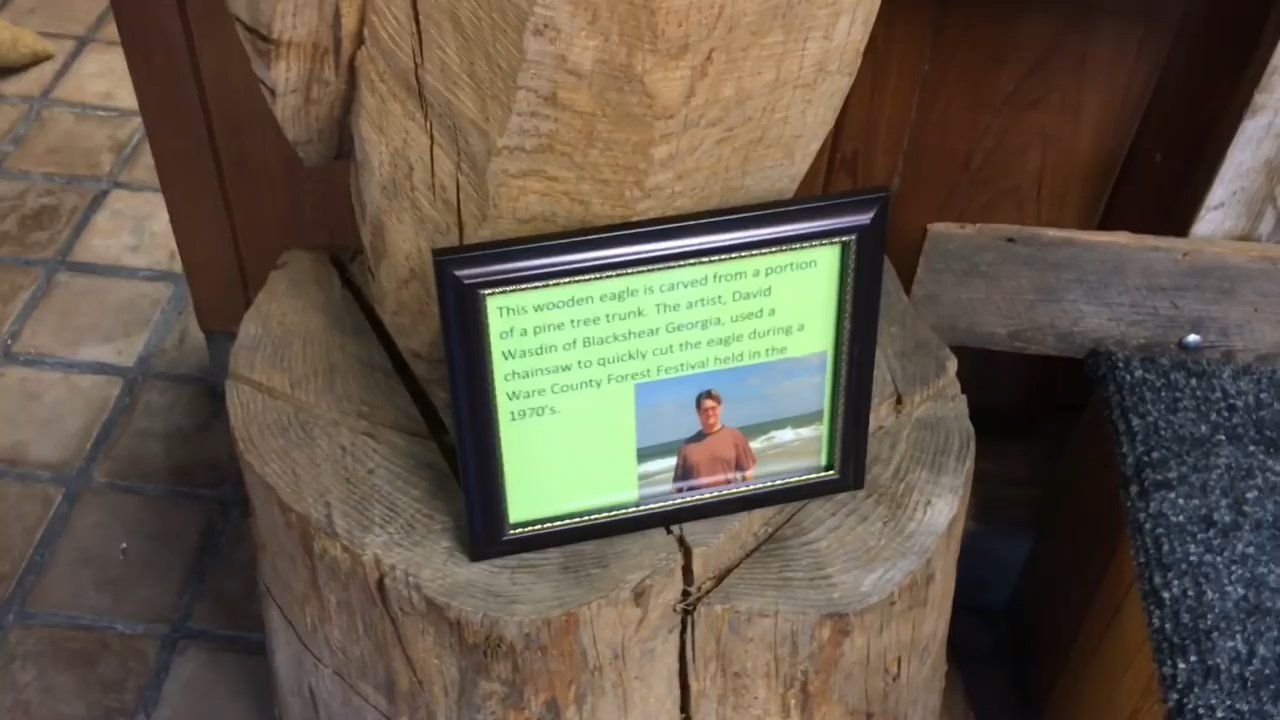 This wooden eagle is carved from a portion
of a pine tree trunk. The artist, David
Wasdin of Blackshear Georgia, used a
chainsaw to quickly cut the eagle during a
Ware County Forest Festival held in the
1970's.